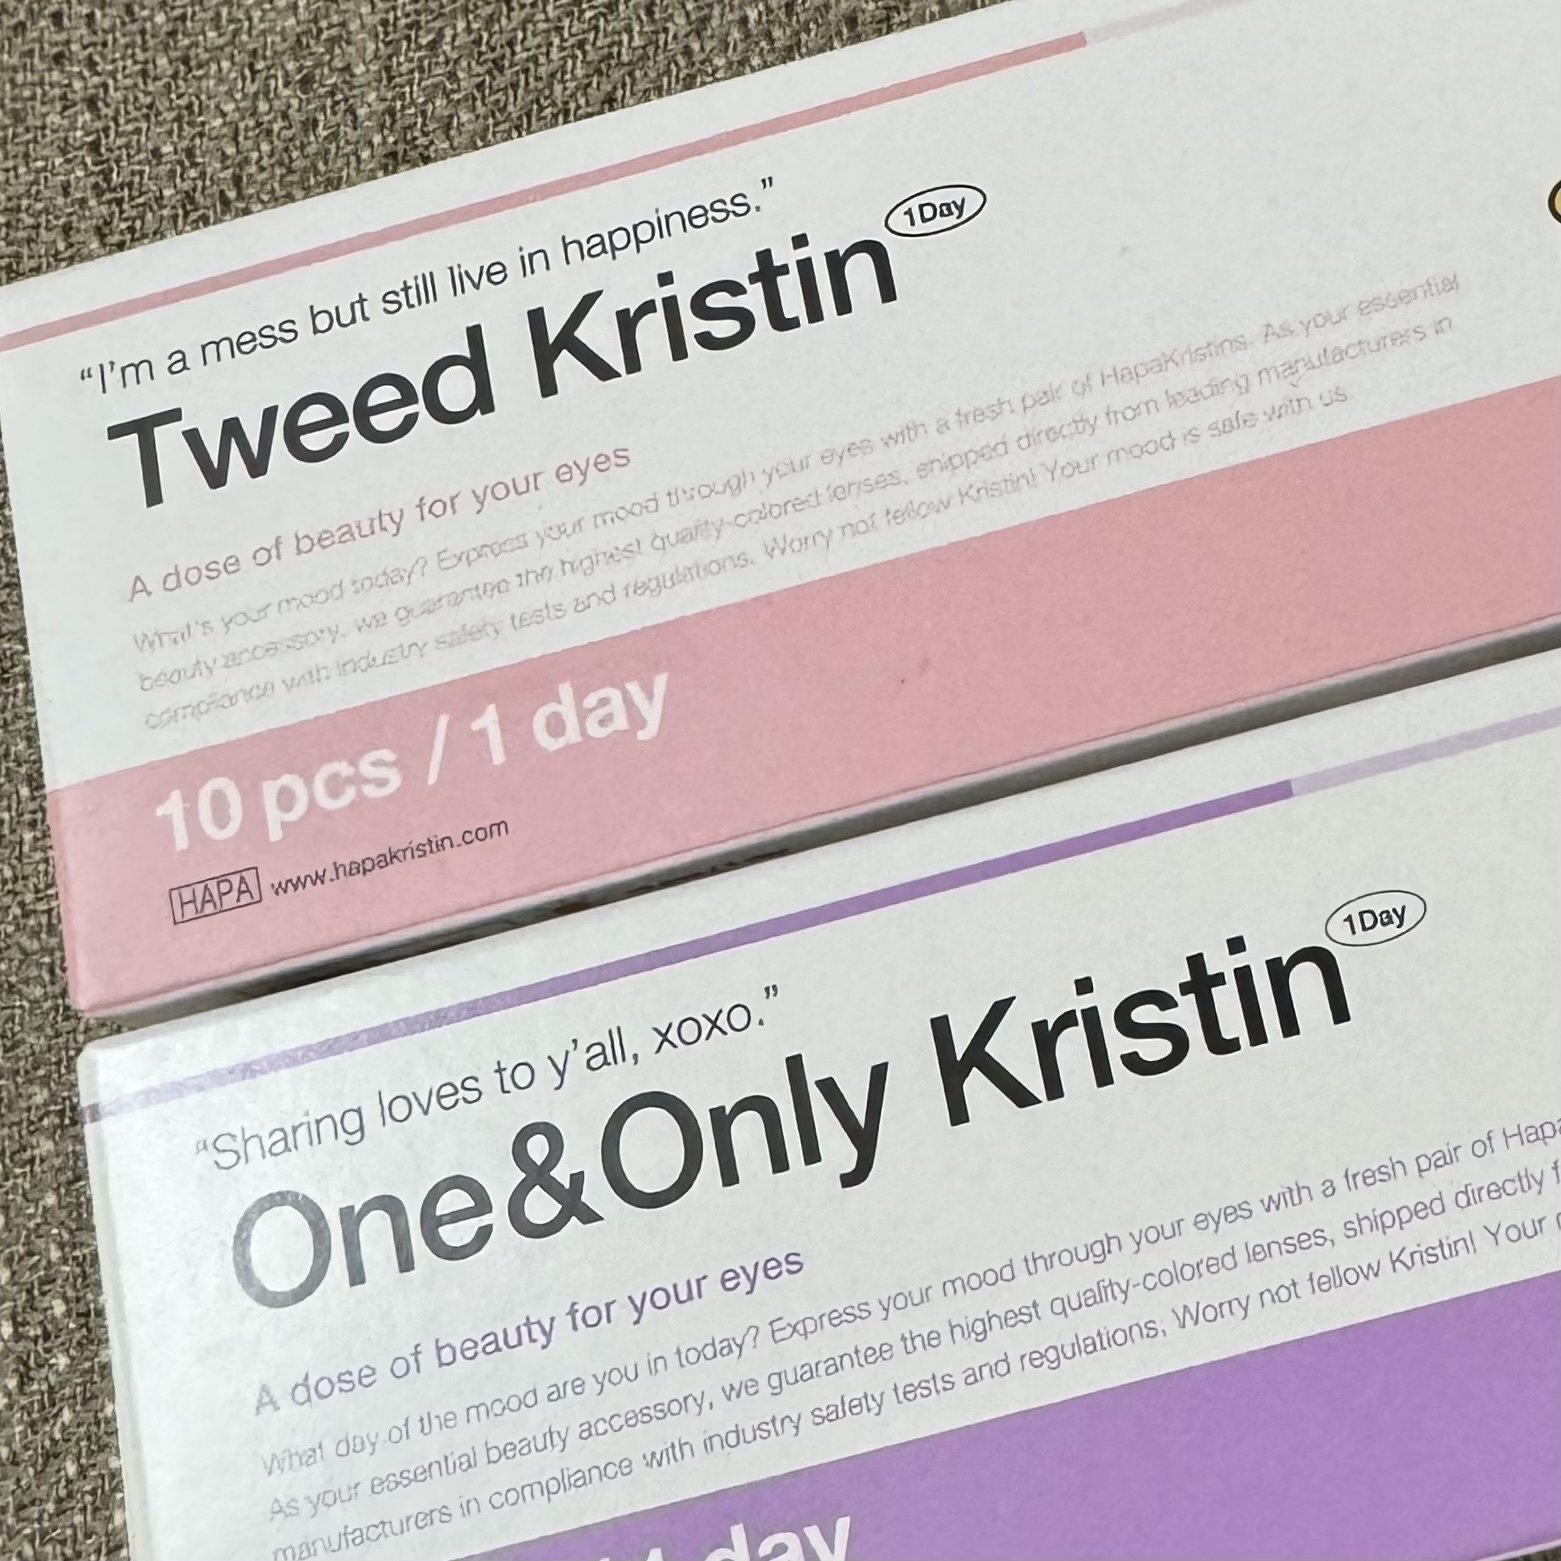 “I’m a mess but still live in happiness.”
Tweed Kristin 1Day
A dose of beauty for your eyes
What's your mood today? Express your mood through your eyes with a fresh pair of HapaKristins. As your essential
beauty accessory, we guarantee the highest quality-colored lenses, shipped directly from leading manufacturers in
compliance with industry safety tests and regulations. Worry not fellow Kristin! Your mood is safe with us.
10 pcs / 1 day
HAPA www.hapakristin.com
“Sharing loves to y’all, xoxo.”
One&Only Kristin 1Day
A dose of beauty for your eyes
What day of the mood are you in today? Express your mood through your eyes with a fresh pair of Hapa
As your essential beauty accessory, we guarantee the highest quality-colored lenses, shipped directly
manufacturers in compliance with industry safety tests and regulations, Worry not fellow Kristin! Your
/ 1 day